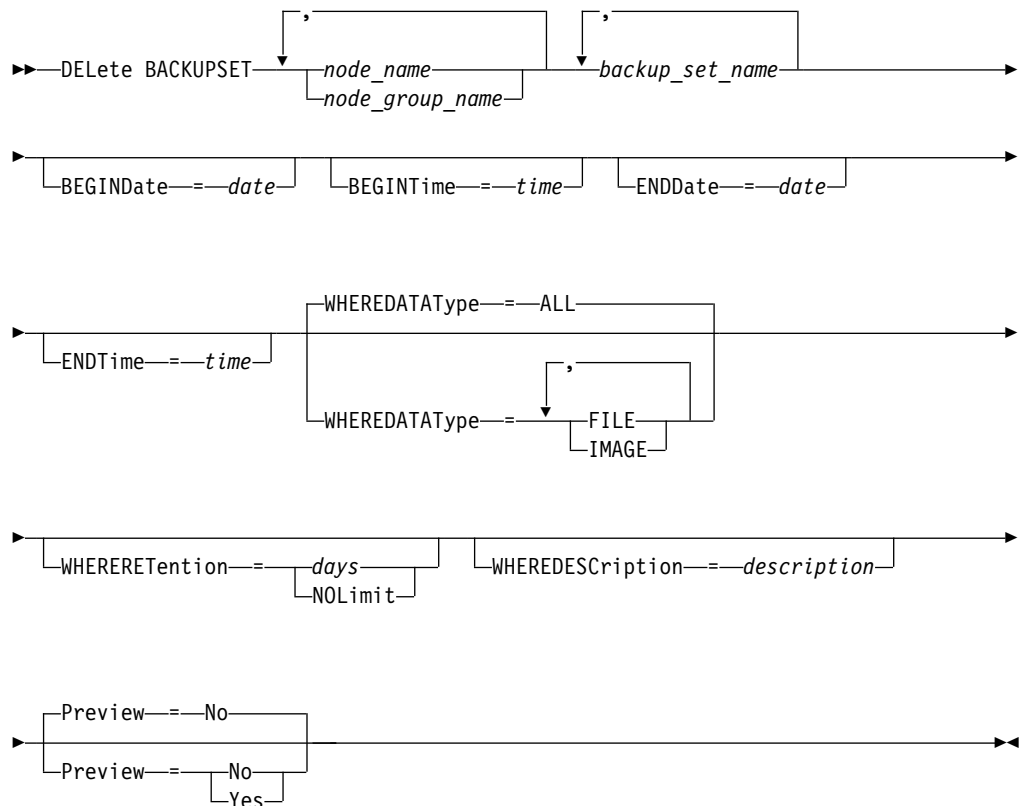 ,
,
DELete BACKUPSET node_name backup_set_name
node_group_name
BEGINDate = date BEGINTime = time ENDDate = date
WHEREDATAType = ALL
ENDTime = time
,
WHEREDATAType = FILE
IMAGE
WHERERETention = days WHEREDESCription = description
NOLimit
Preview = No
Preview = No
Yes